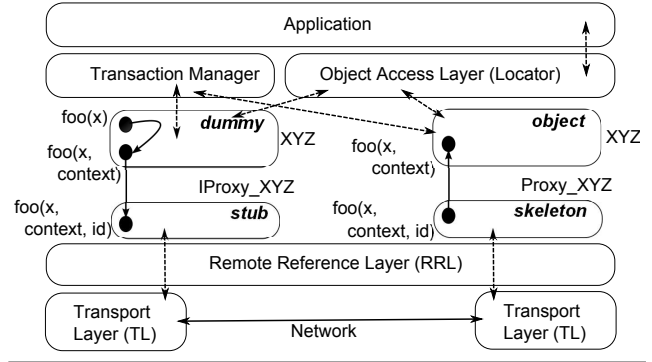 Application
Transaction Manager
Object Access Layer (Locator)
foo(x)
dummy
XYZ
foo(x,
context)
object
XYZ
foo(x,
context)
IProxy_XYZ
Proxy_XYZ
foo(x,
context, id)
stub
foo(x,
context, id)
skeleton
Remote Reference Layer (RRL)
Transport
Layer (TL)
Network
Transport
Layer (TL)